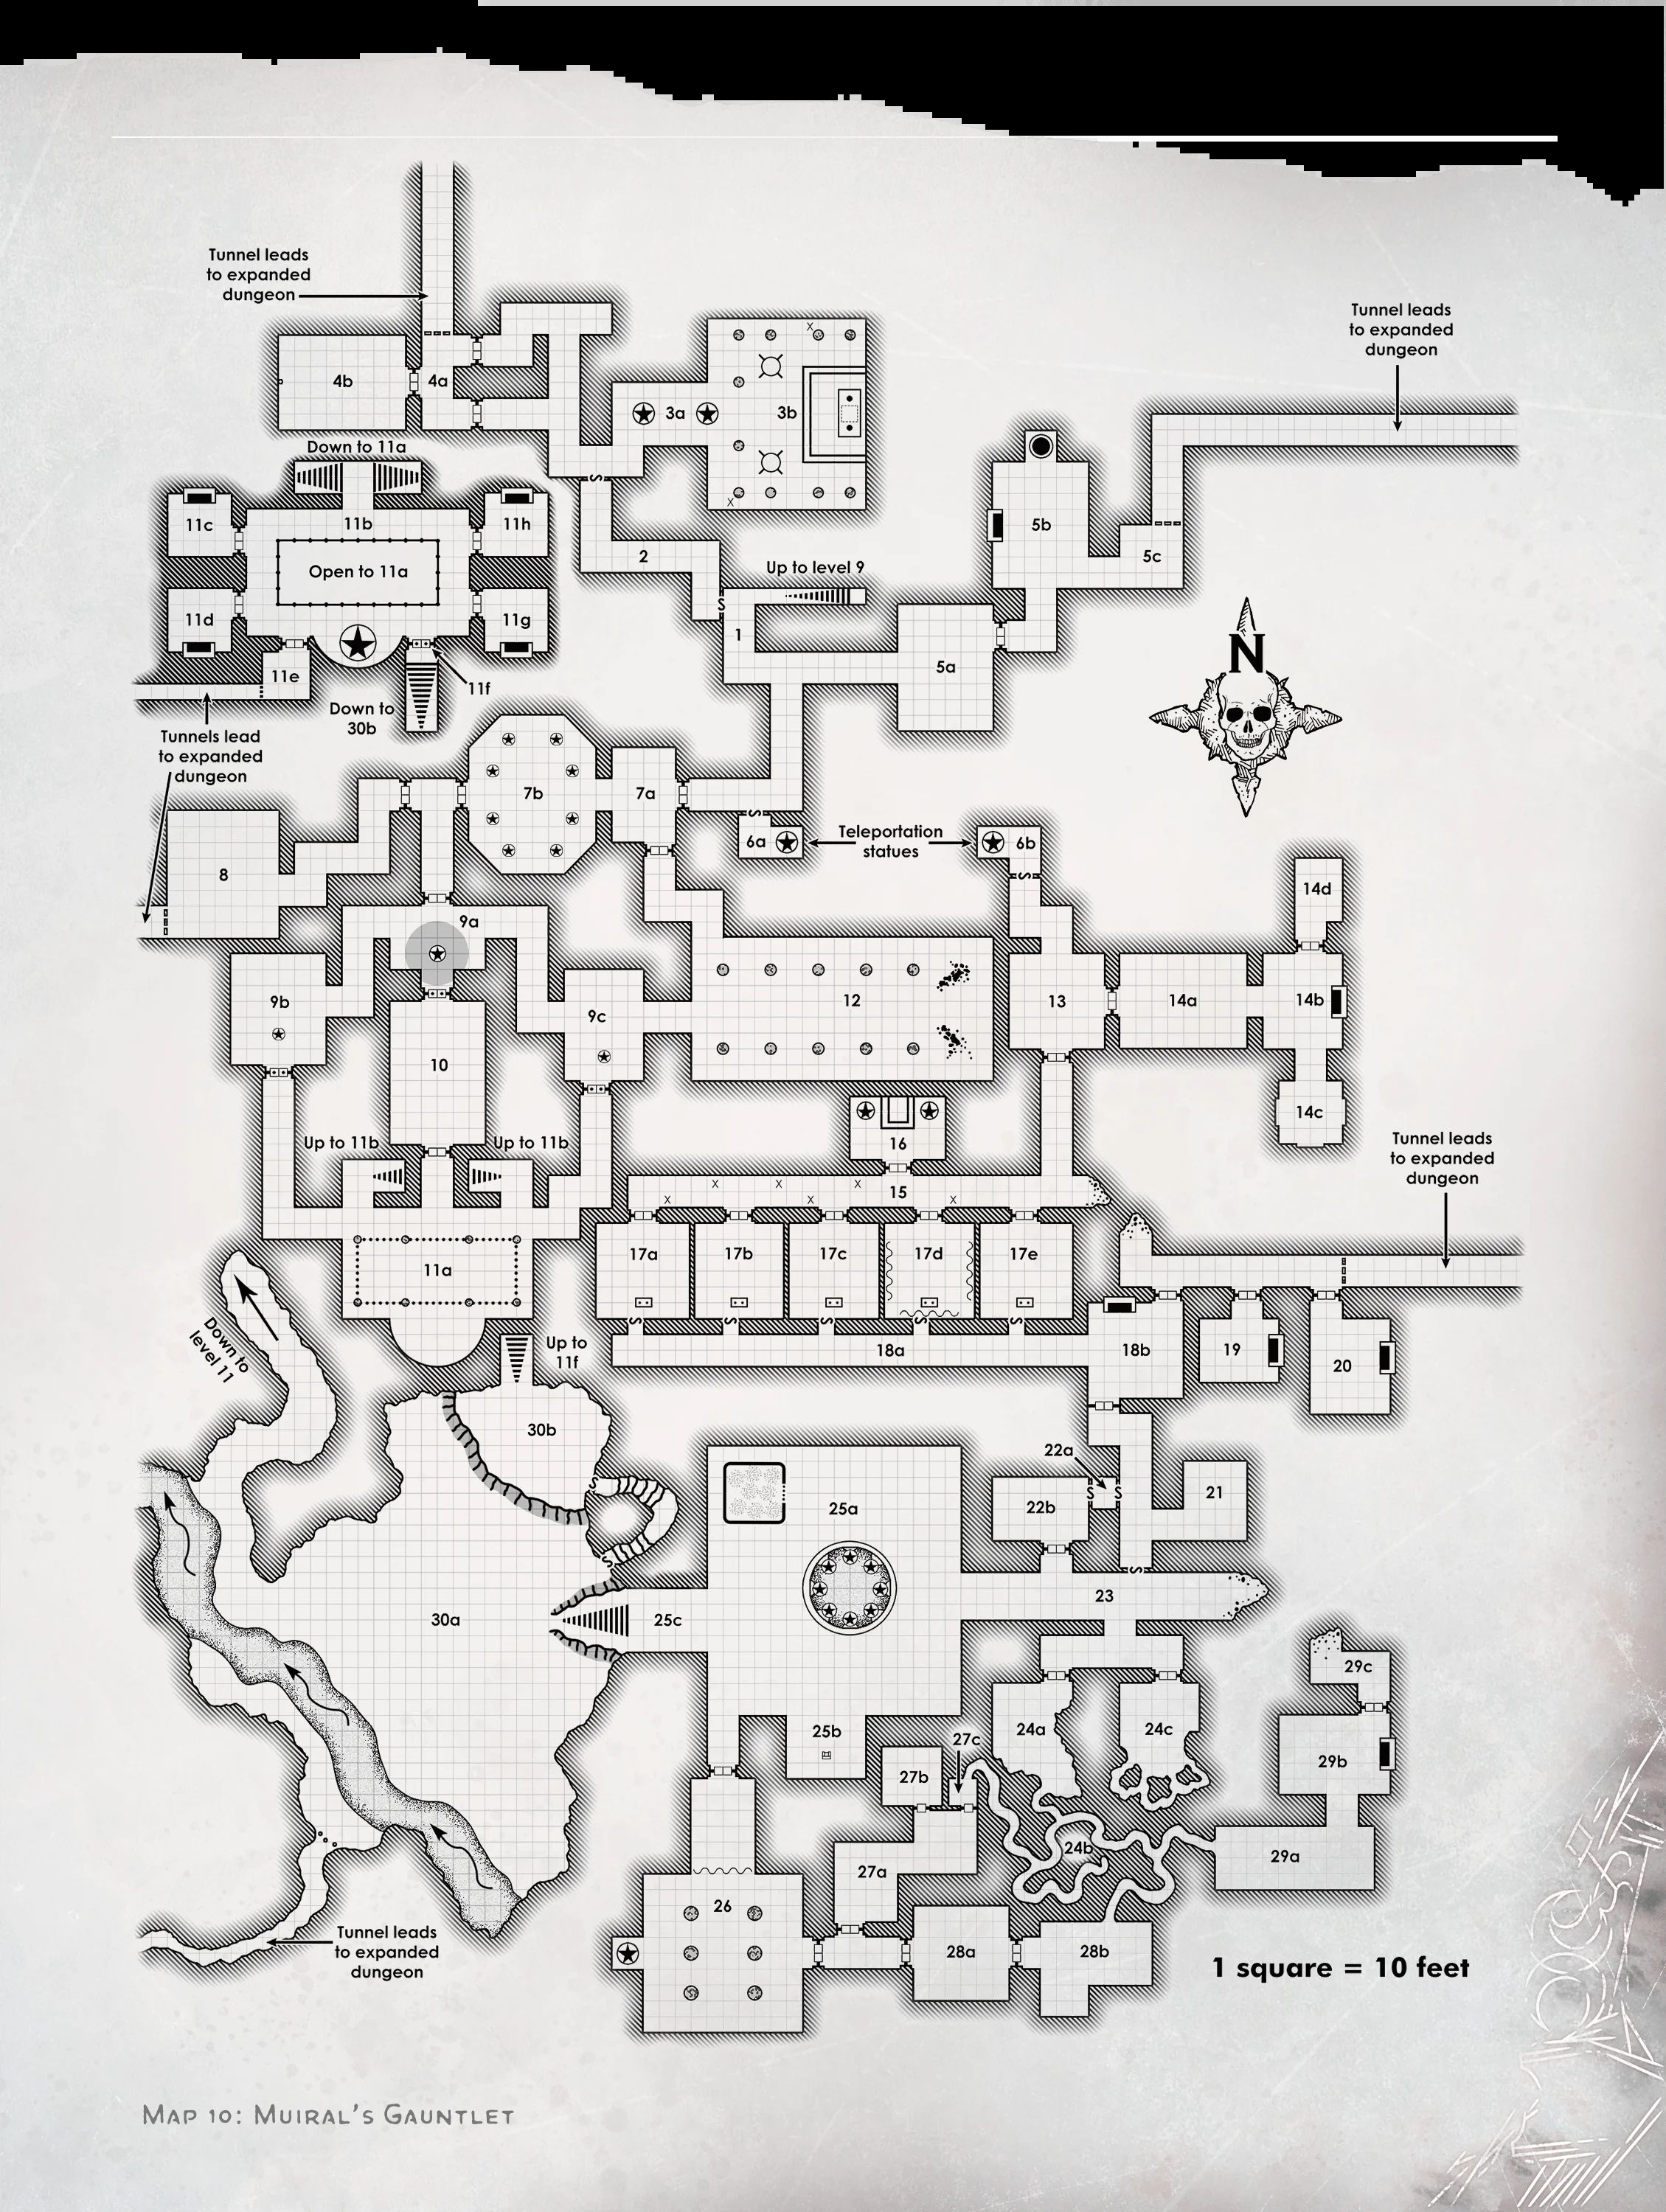 Tunnel leads
to expanded
dungeon
Tunnel leads
to expanded
dungeon
4b
4a
3a
3b
Down to 11a
11c
11b
11h
5b
5c
2
Open to 11a
Up to level 9
S
S
11d
11g
1
N
5a
11e
11f
Down to
30b
Tunnels lead
to expanded
dungeon
7b
7a
S
6a
Teleportation
statues
6b
S
8
14d
9a
9b
9c
12
13
14a
14b
10
14c
Up to 11b
Up to 11b
16
Tunnel leads
to expanded
dungeon
15
17a
17b
17c
17d
17e
11a
S
S
S
S
S
Down to
level 11
Up to
11f
18a
18b
19
20
30b
22a
S
S
S
22b
21
25a
S
S
23
30a
25c
29c
24a
24c
25b
27c
29b
27b
24b
29a
27a
26
Tunnel leads
to expanded
dungeon
28a
28b
1 square = 10 feet
Map 10: Muiral's Gauntlet